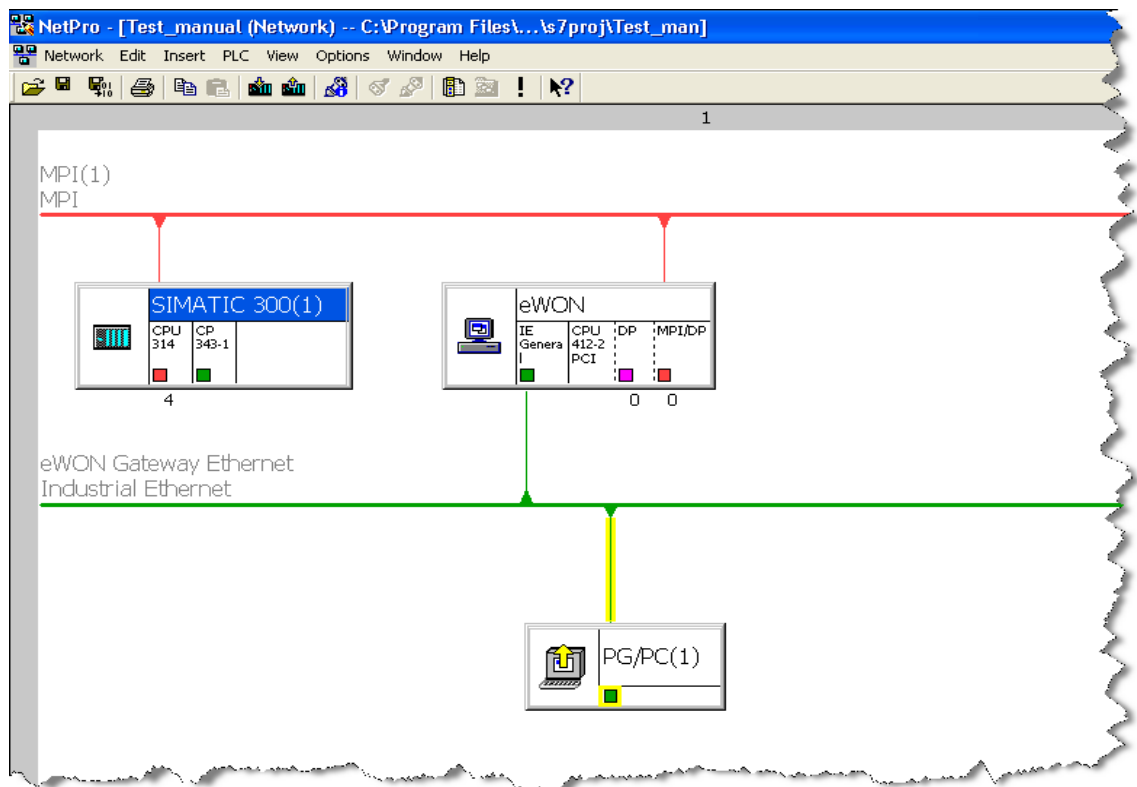 NetPro - [Test_manual (Network) -- C:\Program Files\...\s7proj\Test_man]
Network Edit Insert PLC View Options Window Help
1
MPI(1)
MPI
SIMATIC 300(1)
CPU 314
CP 343-1
4
eWON
IE General
CPU 412-2 PCI
DP
MPI/DP
0 0
eWON Gateway Ethernet
Industrial Ethernet
PG/PC(1)